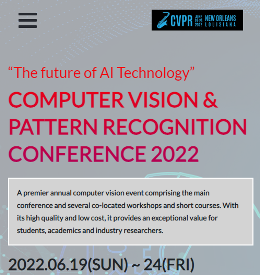 CVPR
NEW ORLEANS
LOUISIANA
“The future of AI Technology”
COMPUTER VISION &
PATTERN RECOGNITION
CONFERENCE 2022
A premier annual computer event comprising the main
conference and several co-located workshops and short courses. With
its high quality and low cost, it provides an exceptional value for
students, academics and industry researchers.
2022.06.19(SUN) ~ 24(FRI)